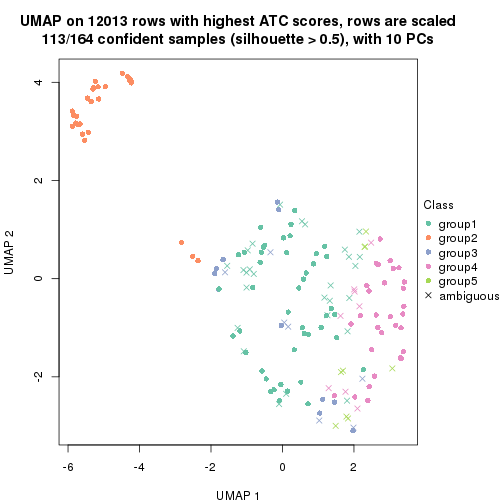 UMAP on 12013 rows with highest ATC scores, rows are scaled
113/164 confident samples (silhouette > 0.5), with 10 PCs
4
2
0
-2
UMAP 2
-6
-4
-2
0
2
UMAP 1
Class
group1
group2
group3
group4
group5
ambiguous